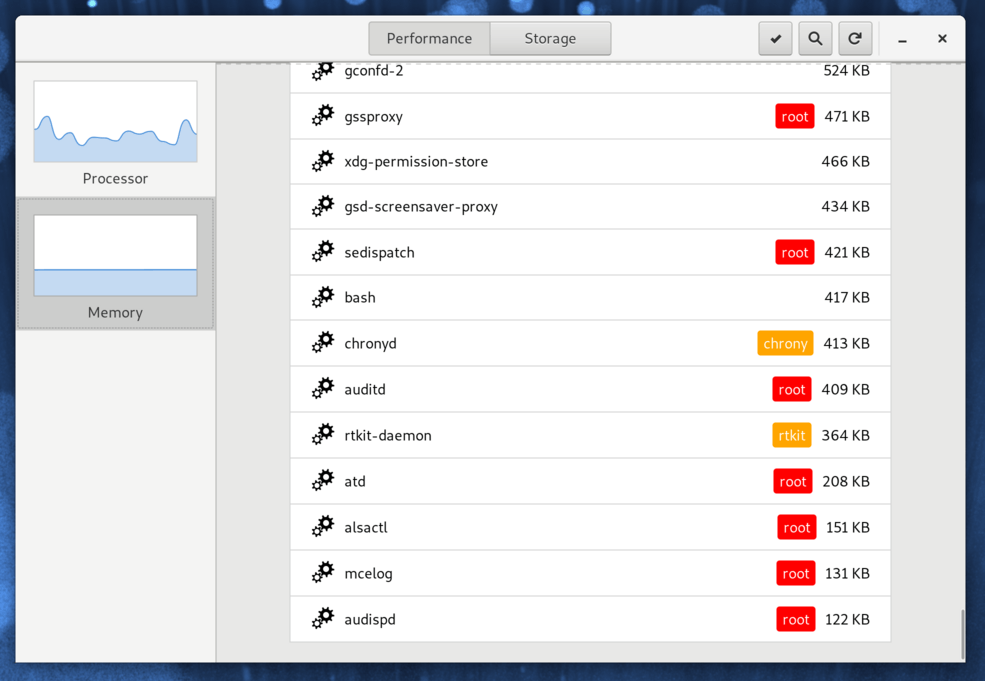 Performance Storage
Processor
Memory
gconfd-2 524 KB
gssproxy root 471 KB
xdg-permission-store 466 KB
gsd-screensaver-proxy 434 KB
sedispatch root 421 KB
bash 417 KB
chronyd chrony 413 KB
auditd root 409 KB
rtkit-daemon rtkit 364 KB
atd root 208 KB
alsactl root 151 KB
mcelog root 131 KB
audispd root 122 KB